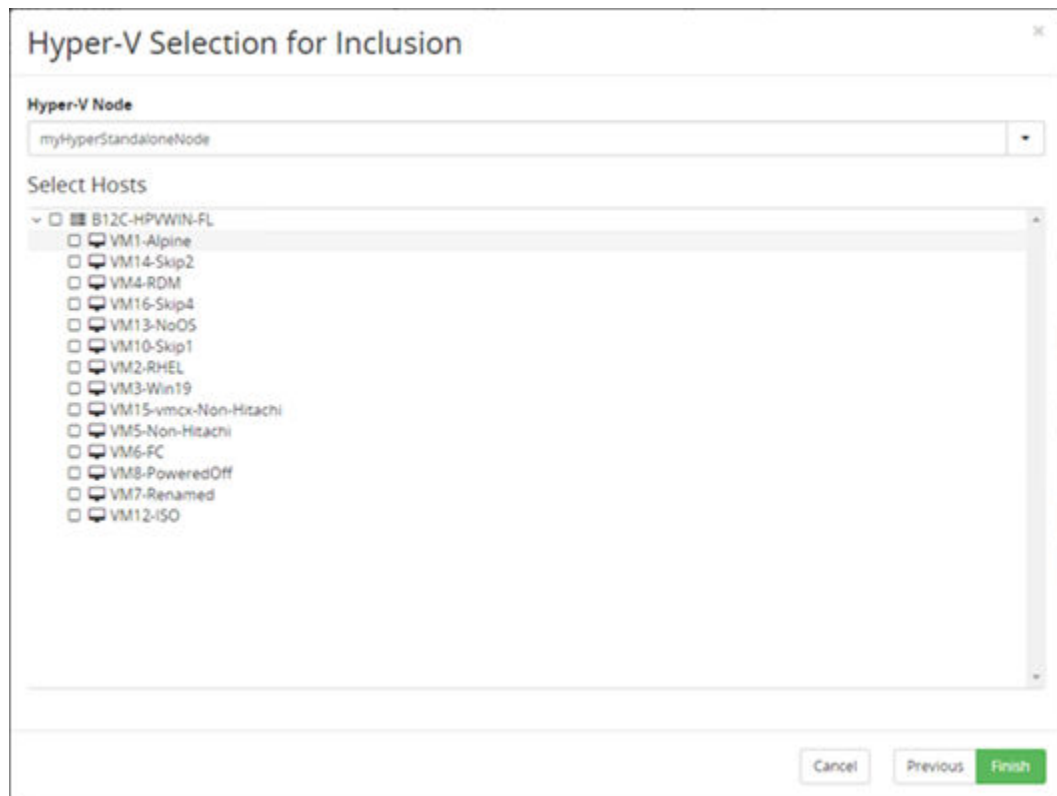 Hyper-V Selection for Inclusion
Hyper-V Node
myHyperStandaloneNode
Select Hosts
B12C-HPVWIN-FL
VM1-Alpine
VM14-Skip2
VM4-RDM
VM16-Skip4
VM13-NoOS
VM10-Skip1
VM2-RHEL
VM3-Win19
VM15-vmcx-Non-Hitachi
VM5-Non-Hitachi
VM6-FC
VM8-PoweredOff
VM7-Renamed
VM12-ISO
Cancel Previous Finish